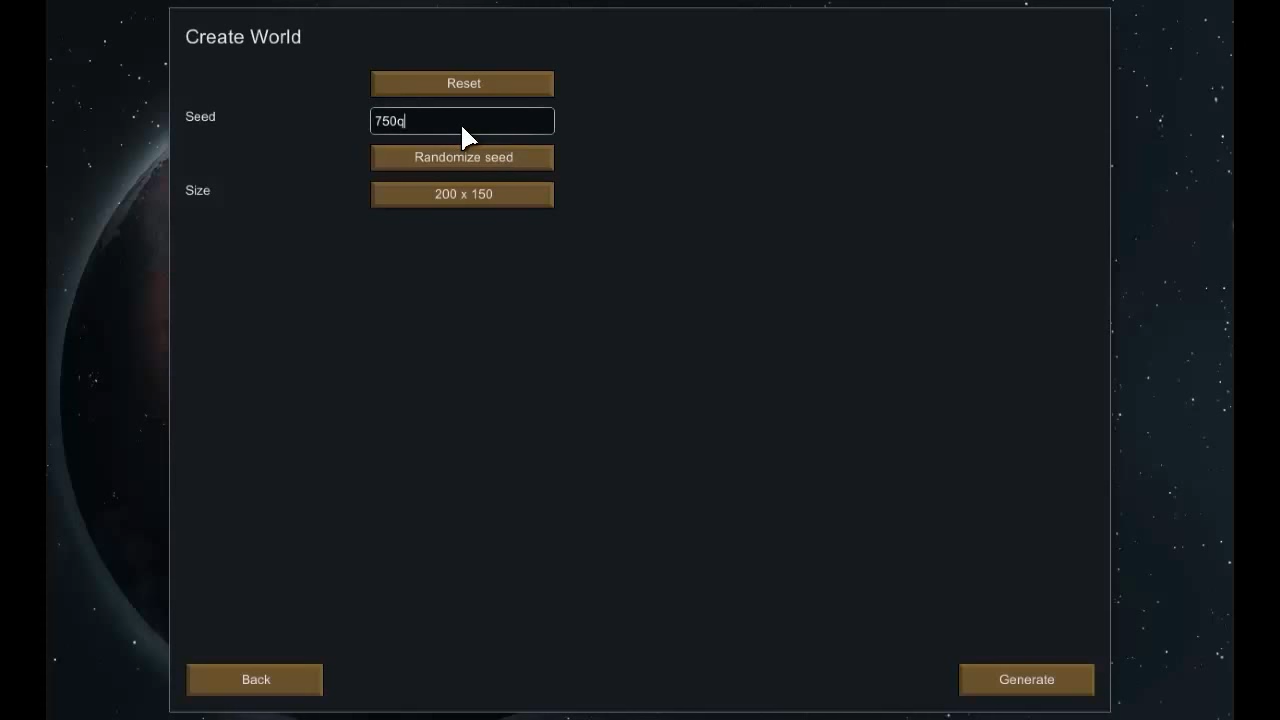 Create World
Reset
Seed
750q
Randomize seed
Size
200 x 150
Back
Generate